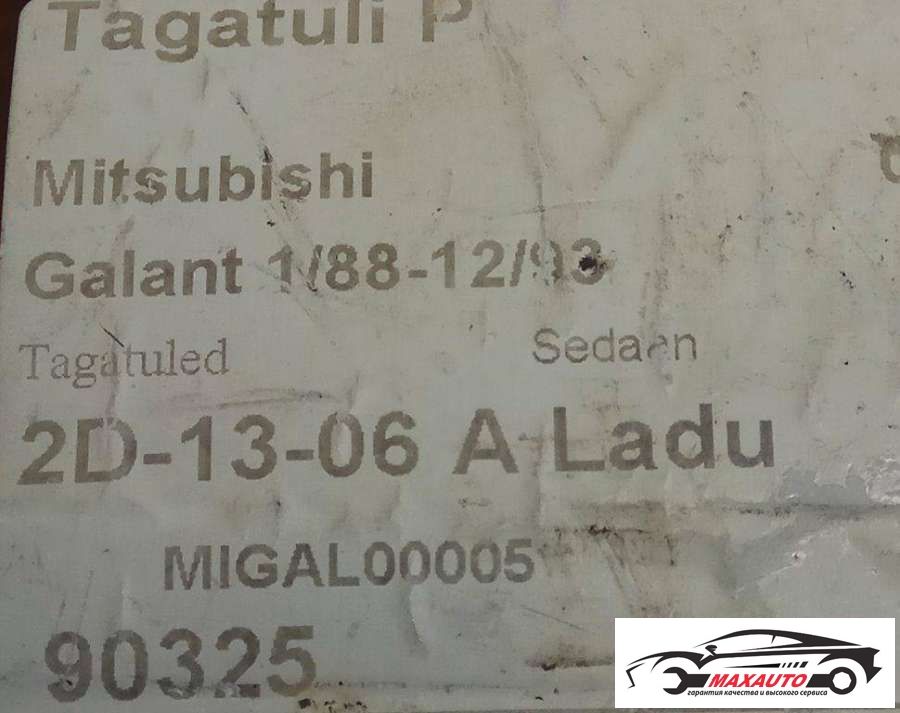 Tagatuli P
Mitsubishi
Galant 1/88-12/93
Tagatuled Sedaan
2D-13-06 A Ladu
MIGAL00005
90325
MAXAUTO
гарантия качества и высокого сервиса